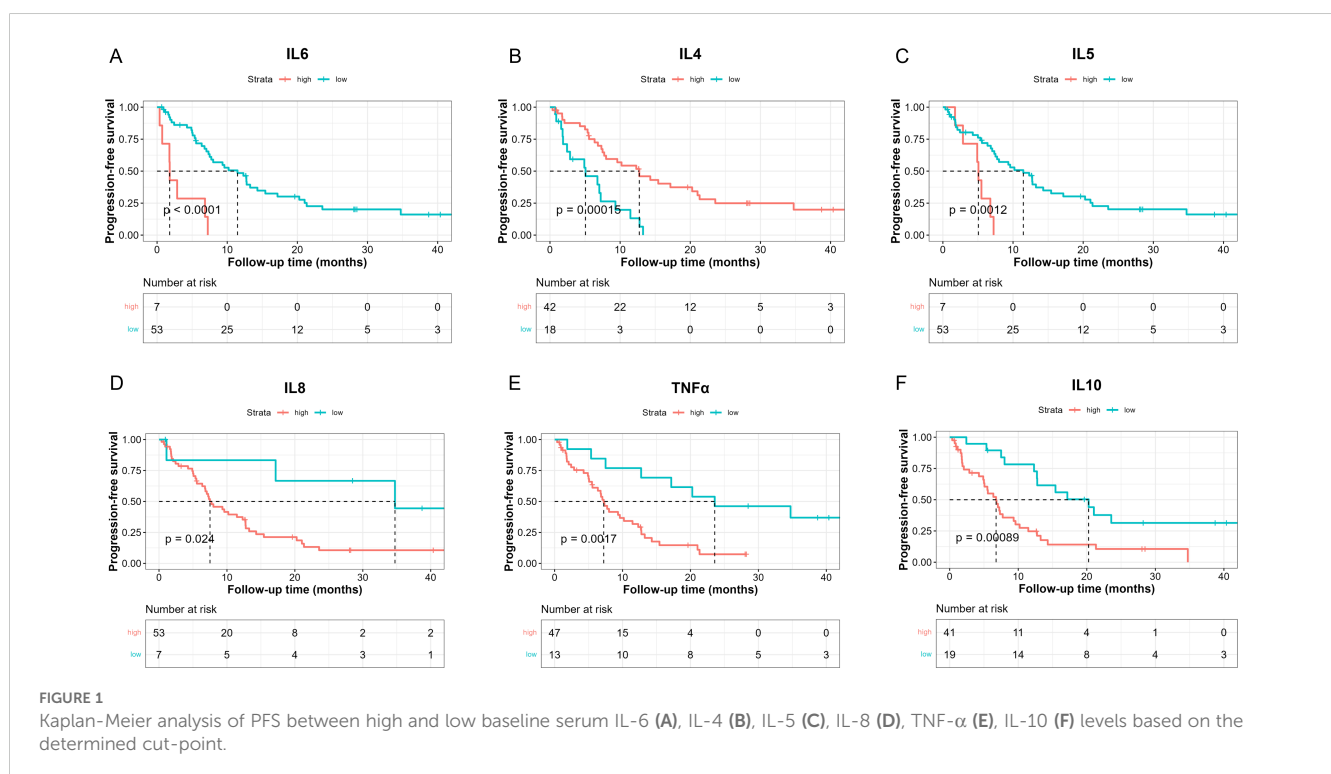 A
IL6
Strata high low
Progression-free survival
1.00
0.75
0.50
0.25
0.00
p < 0.0001
0 10 20 30 40
Follow-up time (months)
Number at risk
high 7 0 0 0 0
low 53 25 12 5 3
B
IL4
Strata high low
Progression-free survival
1.00
0.75
0.50
0.25
0.00
p = 0.00015
0 10 20 30 40
Follow-up time (months)
Number at risk
high 42 22 12 5 3
low 18 3 0 0 0
C
IL5
Strata high low
Progression-free survival
1.00
0.75
0.50
0.25
0.00
p = 0.0012
0 10 20 30 40
Follow-up time (months)
Number at risk
high 7 0 0 0 0
low 53 25 12 5 3
D
IL8
Strata high low
Progression-free survival
1.00
0.75
0.50
0.25
0.00
p = 0.024
0 10 20 30 40
Follow-up time (months)
Number at risk
high 53 20 8 2 2
low 7 5 4 3 1
E
TNFα
Strata high low
Progression-free survival
1.00
0.75
0.50
0.25
0.00
p = 0.0017
0 10 20 30 40
Follow-up time (months)
Number at risk
high 47 15 4 0 0
low 13 10 8 5 3
F
IL10
Strata high low
Progression-free survival
1.00
0.75
0.50
0.25
0.00
p = 0.00089
0 10 20 30 40
Follow-up time (months)
Number at risk
high 41 11 4 1 0
low 19 14 8 4 3
FIGURE 1
Kaplan-Meier analysis of PFS between high and low baseline serum IL-6 (A), IL-4 (B), IL-5 (C), IL-8 (D), TNF-α (E), IL-10 (F) levels based on the
determined cut-point.